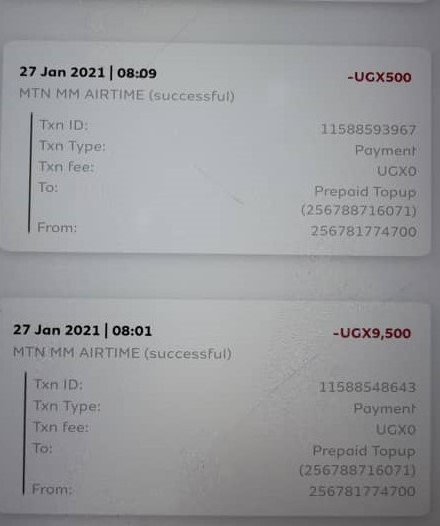 27 Jan 2021 | 08:09 -UGX500
MTN MM AIRTIME (successful)
Txn ID: 11588593967
Txn Type: Payment
Txn fee: UGX0
To: Prepaid Topup
(256788716071)
From: 256781774700
27 Jan 2021 | 08:01 -UGX9,500
MTN MM AIRTIME (successful)
Txn ID: 11588548643
Txn Type: Payment
Txn fee: UGX0
To: Prepaid Topup
(256788716071)
From: 256781774700